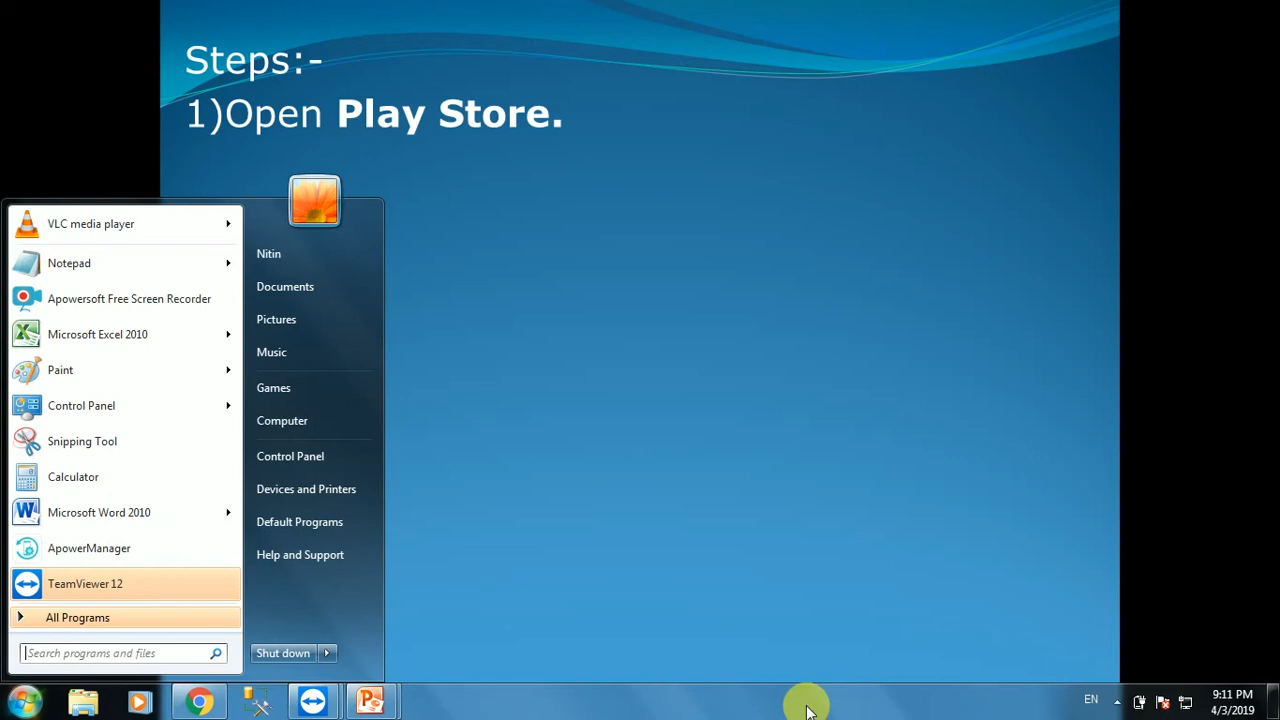 Steps:-
1)Open Play Store.
VLC media player
Notepad
Apowersoft Free Screen Recorder
Microsoft Excel 2010
Paint
Control Panel
Snipping Tool
Calculator
Microsoft Word 2010
ApowerManager
TeamViewer 12
All Programs
Search programs and files
Nitin
Documents
Pictures
Music
Games
Computer
Control Panel
Devices and Printers
Default Programs
Help and Support
Shut down
EN
9:11 PM
4/3/2019